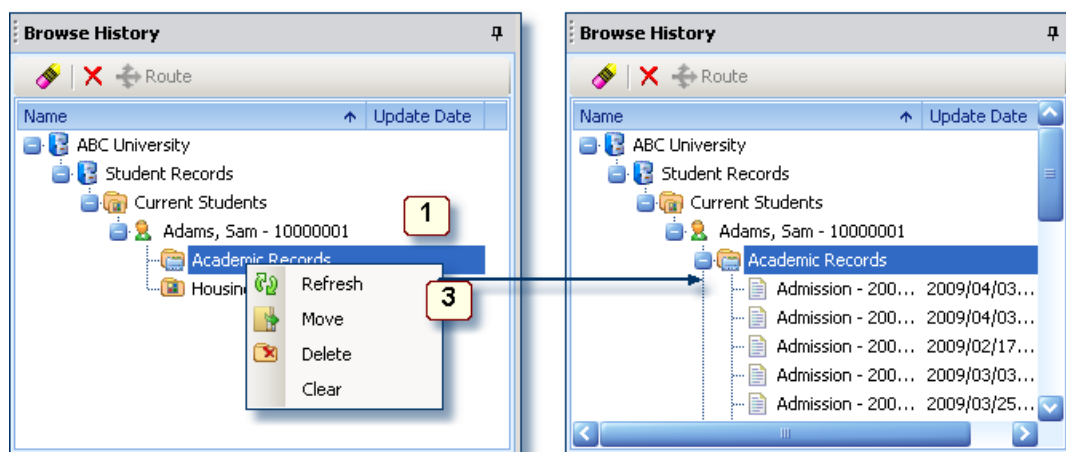 Browse History
Route
Name Update Date
ABC University
Student Records
Current Students
Adams, Sam - 10000001
1
Academic Records
Housing
Refresh
3
Move
Delete
Clear
Browse History
Route
Name Update Date
ABC University
Student Records
Current Students
Adams, Sam - 10000001
Academic Records
Admission - 200... 2009/04/03...
Admission - 200... 2009/04/03...
Admission - 200... 2009/02/17...
Admission - 200... 2009/03/03...
Admission - 200... 2009/03/25...